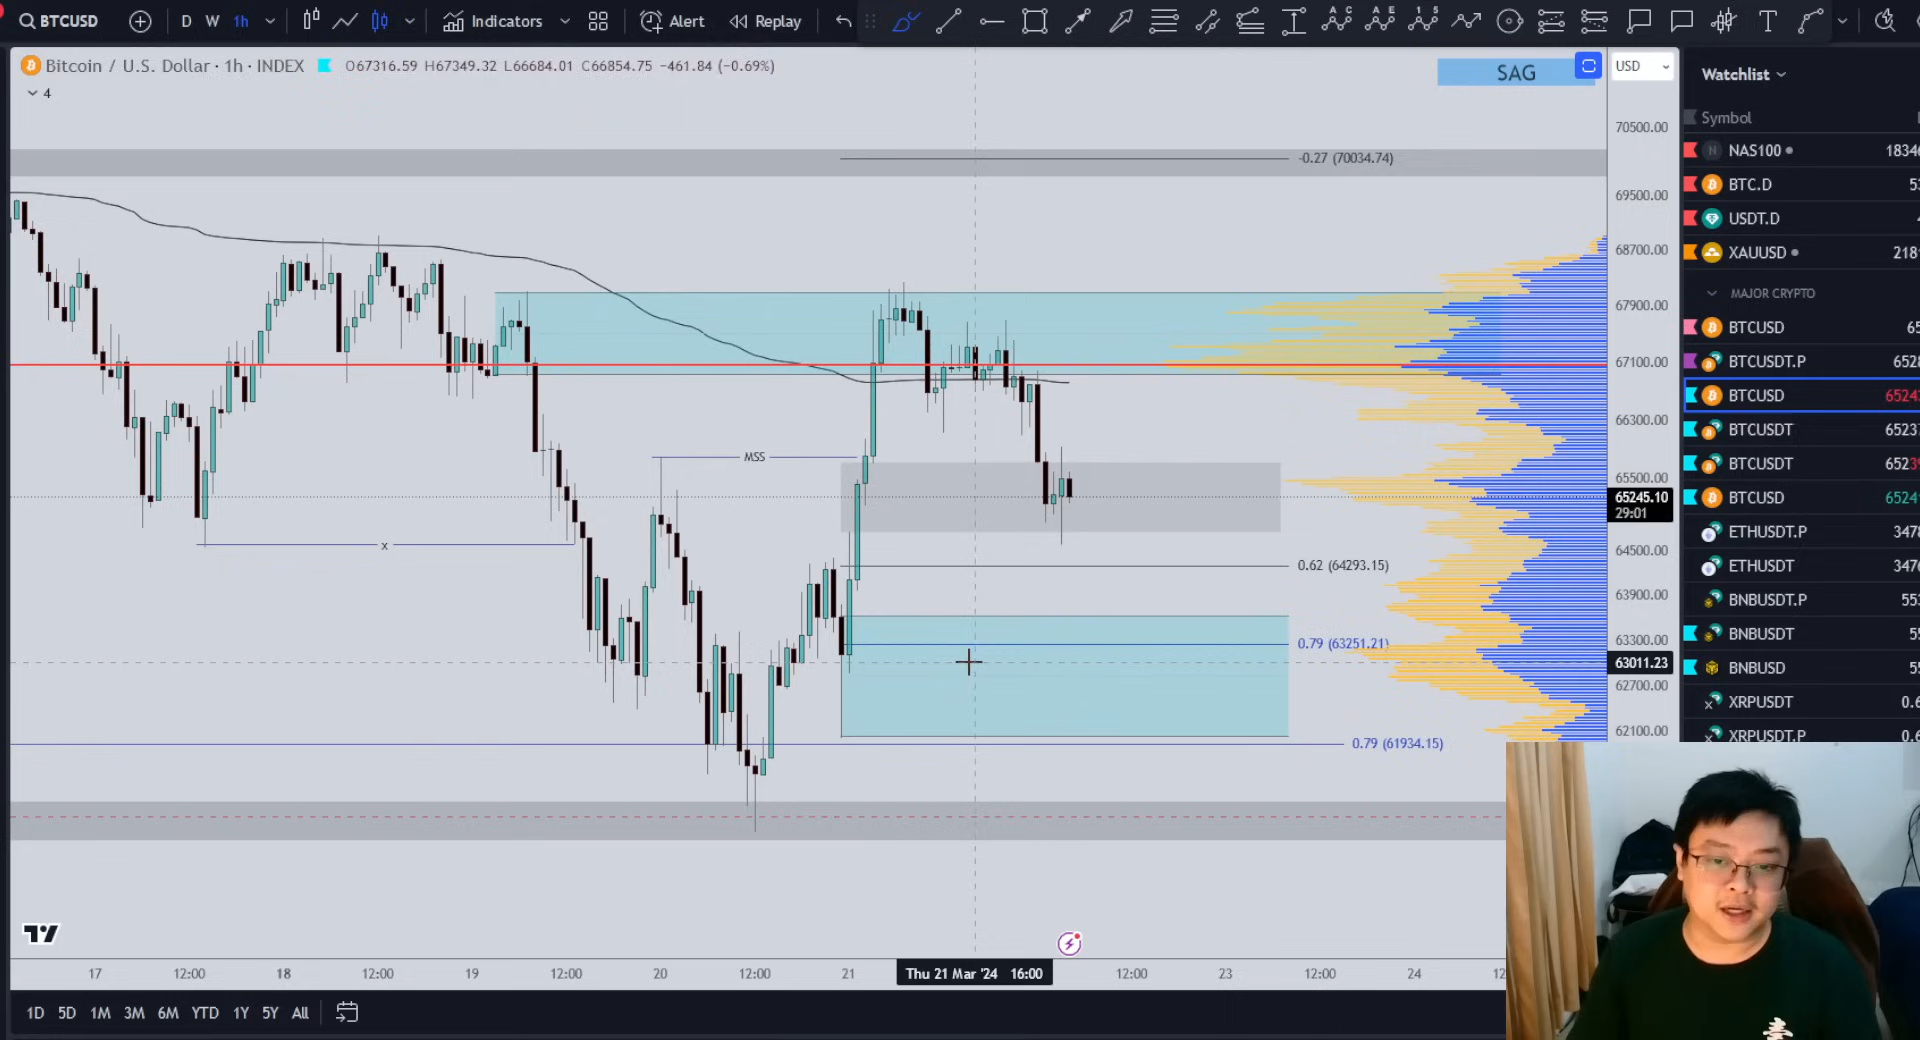 BTCUSD D W 1h Indicators Alert Replay
Bitcoin / U.S. Dollar · 1h · INDEX O67316.59 H67349.32 L66684.01 C66854.75 −461.84 (−0.69%)
4
SAG
USD
70500.00
69500.00
68700.00
67900.00
67100.00
66300.00
65500.00
65245.10
29:01
64500.00
63900.00
63300.00
63011.23
62700.00
62100.00
-0.27 (70034.74)
MSS
x
0.62 (64293.15)
0.79 (63251.21)
0.79 (61934.15)
17 12:00 18 12:00 19 12:00 20 12:00 21 Thu 21 Mar '24 16:00 12:00 23 12:00 24
1D 5D 1M 3M 6M YTD 1Y 5Y All
Watchlist
Symbol
NAS100
BTC.D
USDT.D
XAUUSD
MAJOR CRYPTO
BTCUSD
BTCUSDT.P
BTCUSD
BTCUSDT
BTCUSDT
BTCUSD
ETHUSDT.P
ETHUSDT
BNBUSDT.P
BNBUSDT
BNBUSD
XRPUSDT
XRPUSDT.P